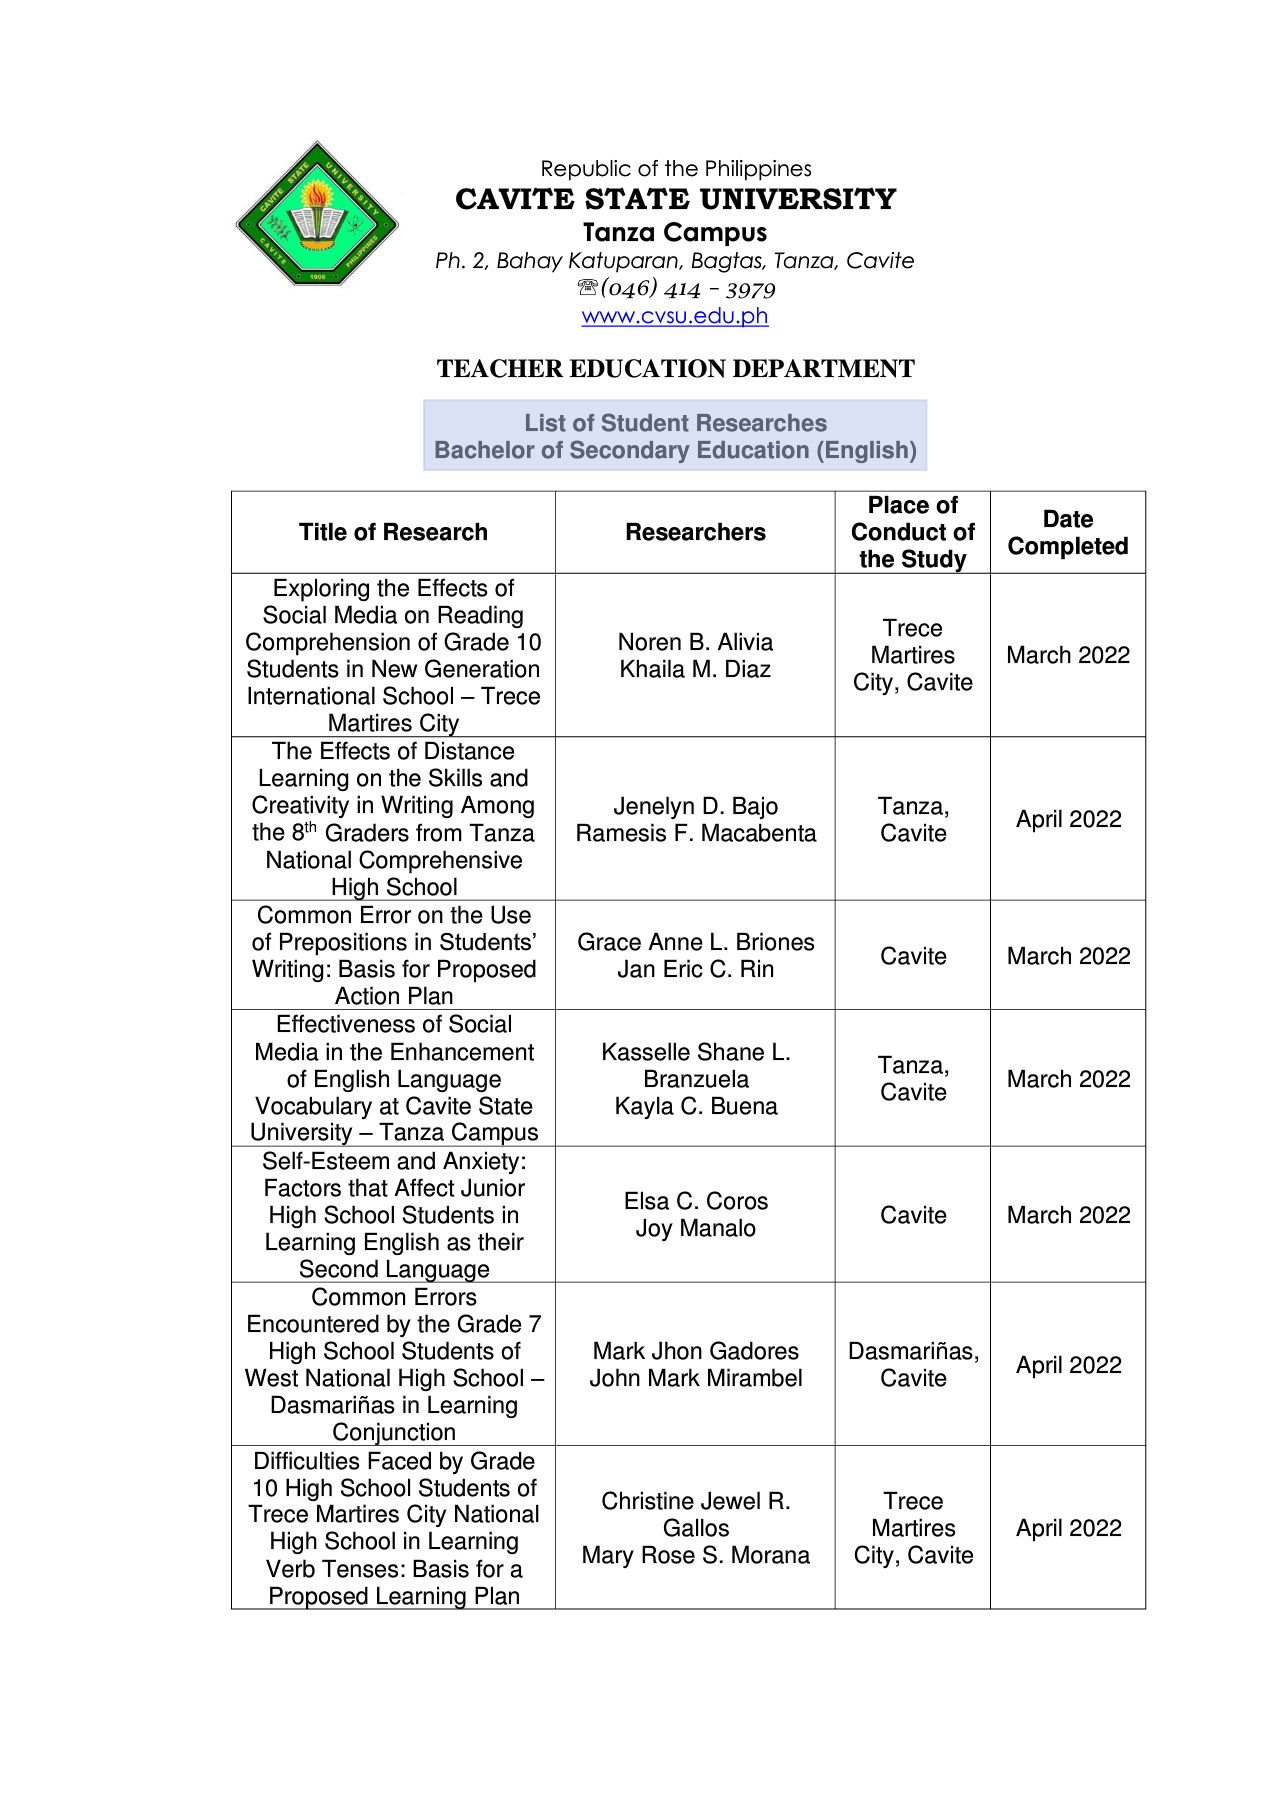 CAVITE STATE UNIVERSITY
CAVITE PHILIPPINES
1906
Republic of the Philippines
CAVITE STATE UNIVERSITY
Tanza Campus
Ph. 2, Bahay Katuparan, Bagtas, Tanza, Cavite
☏(046) 414 – 3979
www.cvsu.edu.ph
TEACHER EDUCATION DEPARTMENT
List of Student Researches
Bachelor of Secondary Education (English)
Title of Research
Researchers
Place of
Conduct of
the Study
Date
Completed
Exploring the Effects of
Social Media on Reading
Comprehension of Grade 10
Students in New Generation
International School – Trece
Martires City
Noren B. Alivia
Khaila M. Diaz
Trece
Martires
City, Cavite
March 2022
The Effects of Distance
Learning on the Skills and
Creativity in Writing Among
the 8th Graders from Tanza
National Comprehensive
High School
Jenelyn D. Bajo
Ramesis F. Macabenta
Tanza,
Cavite
April 2022
Common Error on the Use
of Prepositions in Students’
Writing: Basis for Proposed
Action Plan
Grace Anne L. Briones
Jan Eric C. Rin
Cavite
March 2022
Effectiveness of Social
Media in the Enhancement
of English Language
Vocabulary at Cavite State
University – Tanza Campus
Kasselle Shane L.
Branzuela
Kayla C. Buena
Tanza,
Cavite
March 2022
Self-Esteem and Anxiety:
Factors that Affect Junior
High School Students in
Learning English as their
Second Language
Elsa C. Coros
Joy Manalo
Cavite
March 2022
Common Errors
Encountered by the Grade 7
High School Students of
West National High School –
Dasmariñas in Learning
Conjunction
Mark Jhon Gadores
John Mark Mirambel
Dasmariñas,
Cavite
April 2022
Difficulties Faced by Grade
10 High School Students of
Trece Martires City National
High School in Learning
Verb Tenses: Basis for a
Proposed Learning Plan
Christine Jewel R.
Gallos
Mary Rose S. Morana
Trece
Martires
City, Cavite
April 2022